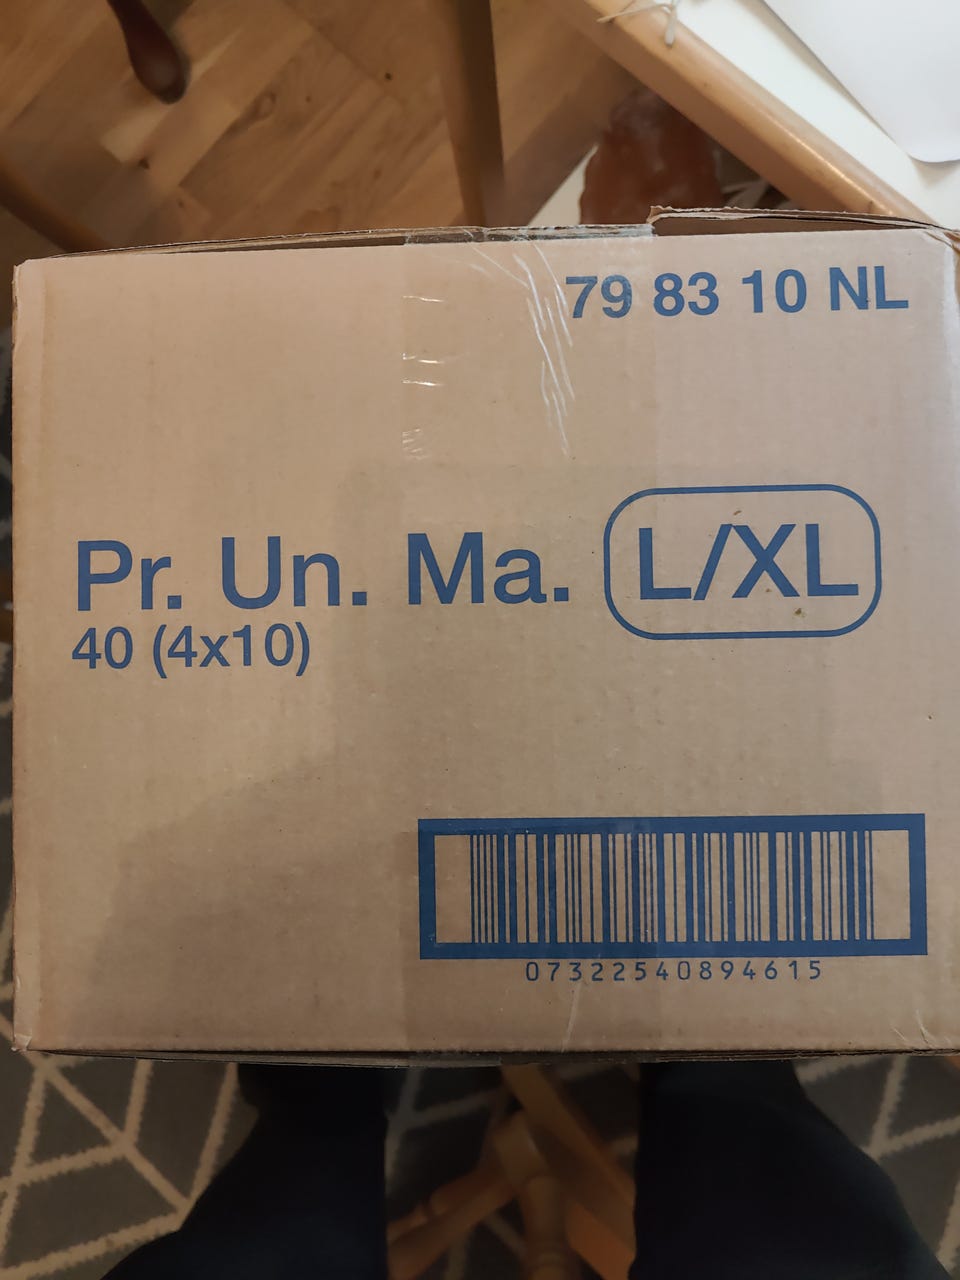 79 83 10 NL
Pr. Un. Ma. L/XL
40 (4x10)
07322540894615